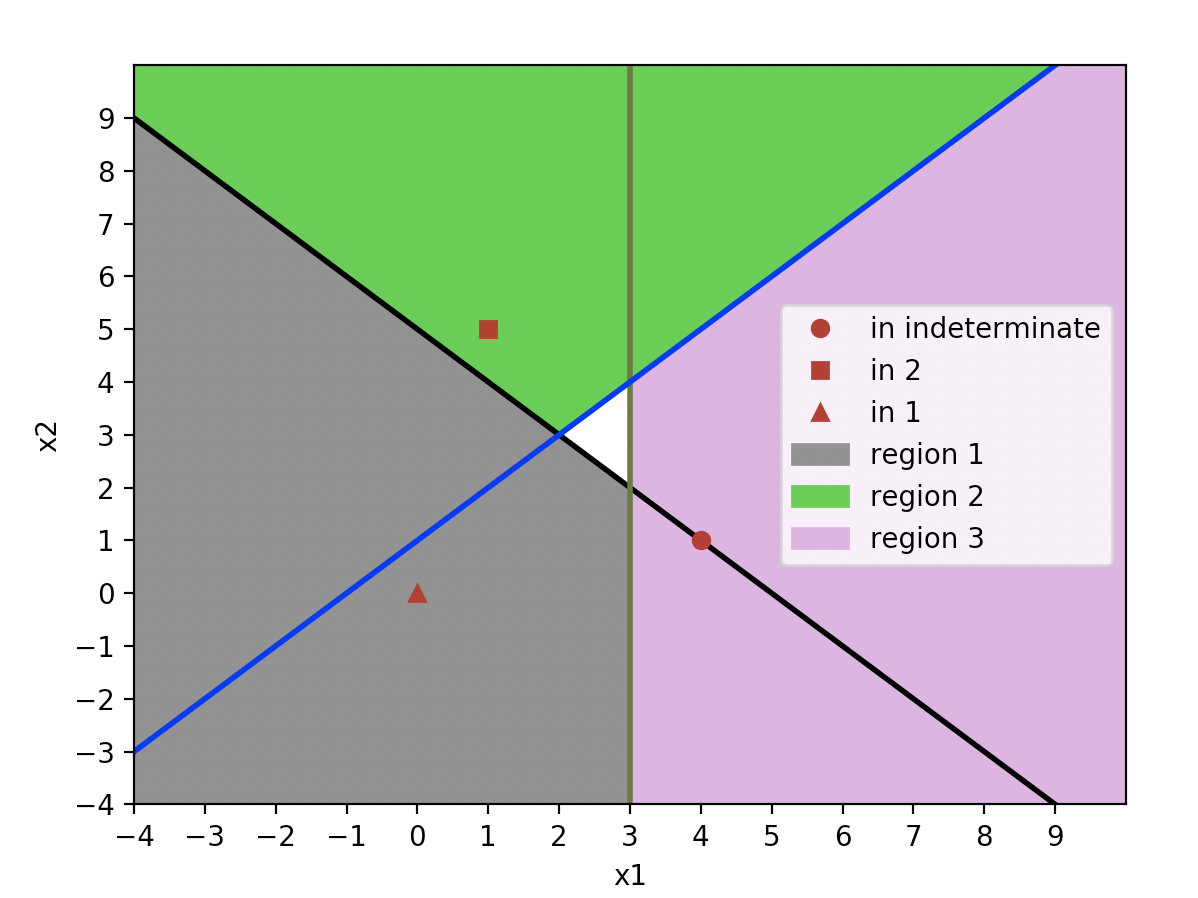 9
8
7
6
5
4
3
2
1
0
−1
−2
−3
−4
x2
in indeterminate
in 2
in 1
region 1
region 2
region 3
−4 −3 −2 −1 0 1 2 3 4 5 6 7 8 9
x1